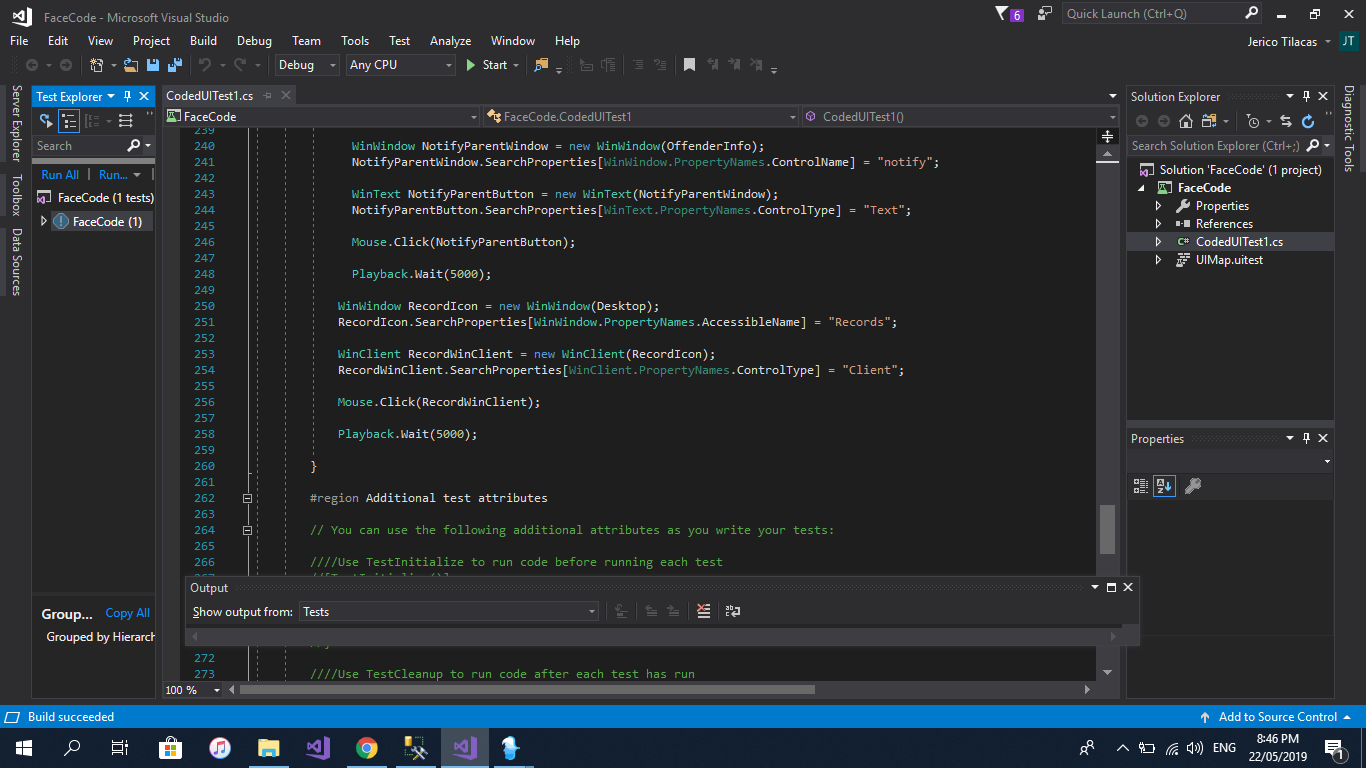 FaceCode - Microsoft Visual Studio
6
Quick Launch (Ctrl+Q)
File Edit View Project Build Debug Team Tools Test Analyze Window Help
Jerico Tilacas JT
Debug Any CPU Start
Server Explorer
Toolbox
Data Sources
Test Explorer
Search
Run All Run...
FaceCode (1 tests)
FaceCode (1)
Group... Copy All
Grouped by Hierarch
CodedUITest1.cs
FaceCode FaceCode.CodedUITest1 CodedUITest1()
239
240 WinWindow NotifyParentWindow = new WinWindow(OffenderInfo);
241 NotifyParentWindow.SearchProperties[WinWindow.PropertyNames.ControlName] = "notify";
242
243 WinText NotifyParentButton = new WinText(NotifyParentWindow);
244 NotifyParentButton.SearchProperties[WinText.PropertyNames.ControlType] = "Text";
245
246 Mouse.Click(NotifyParentButton);
247
248 Playback.Wait(5000);
249
250 WinWindow RecordIcon = new WinWindow(Desktop);
251 RecordIcon.SearchProperties[WinWindow.PropertyNames.AccessibleName] = "Records";
252
253 WinClient RecordWinClient = new WinClient(RecordIcon);
254 RecordWinClient.SearchProperties[WinClient.PropertyNames.ControlType] = "Client";
255
256 Mouse.Click(RecordWinClient);
257
258 Playback.Wait(5000);
259
260 }
261
262 #region Additional test attributes
263
264 // You can use the following additional attributes as you write your tests:
265
266 ////Use TestInitialize to run code before running each test
Output
Show output from: Tests
272
273 ////Use TestCleanup to run code after each test has run
100 %
Solution Explorer
Search Solution Explorer (Ctrl+;)
Solution 'FaceCode' (1 project)
FaceCode
Properties
References
CodedUITest1.cs
UIMap.uitest
Properties
Diagnostic Tools
Build succeeded
Add to Source Control
ENG
8:46 PM
22/05/2019
1